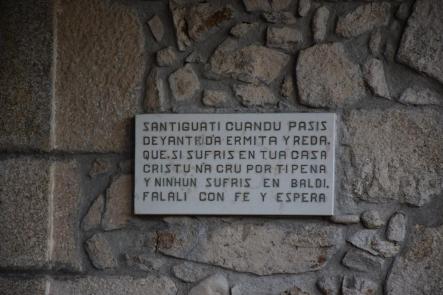 SANTIGUATI CUANDU PASIS
DEYANTI DA ERMITA Y REDA,
QUE, SI SUFRIS EN TUA CASA
CRISTU NA CRU POR TI PENA
Y NINHUN SUFRIS EN BALDI,
FALALI CON FE Y ESPERA